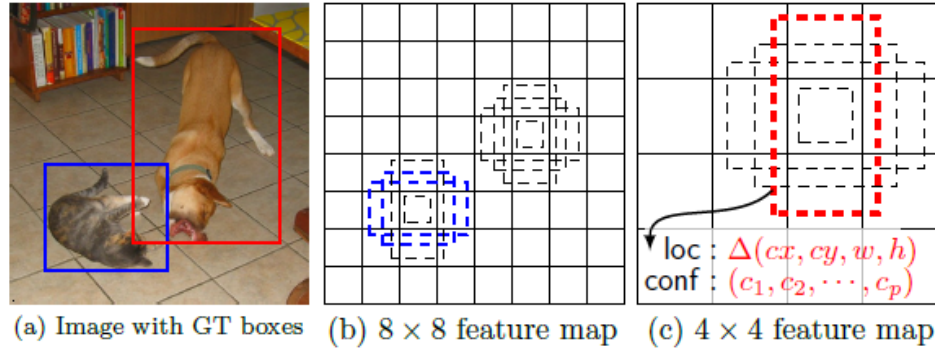 loc : Δ(cx, cy, w, h)
conf : (c₁, c₂, ⋯, cₚ)
(a) Image with GT boxes
(b) 8 × 8 feature map
(c) 4 × 4 feature map